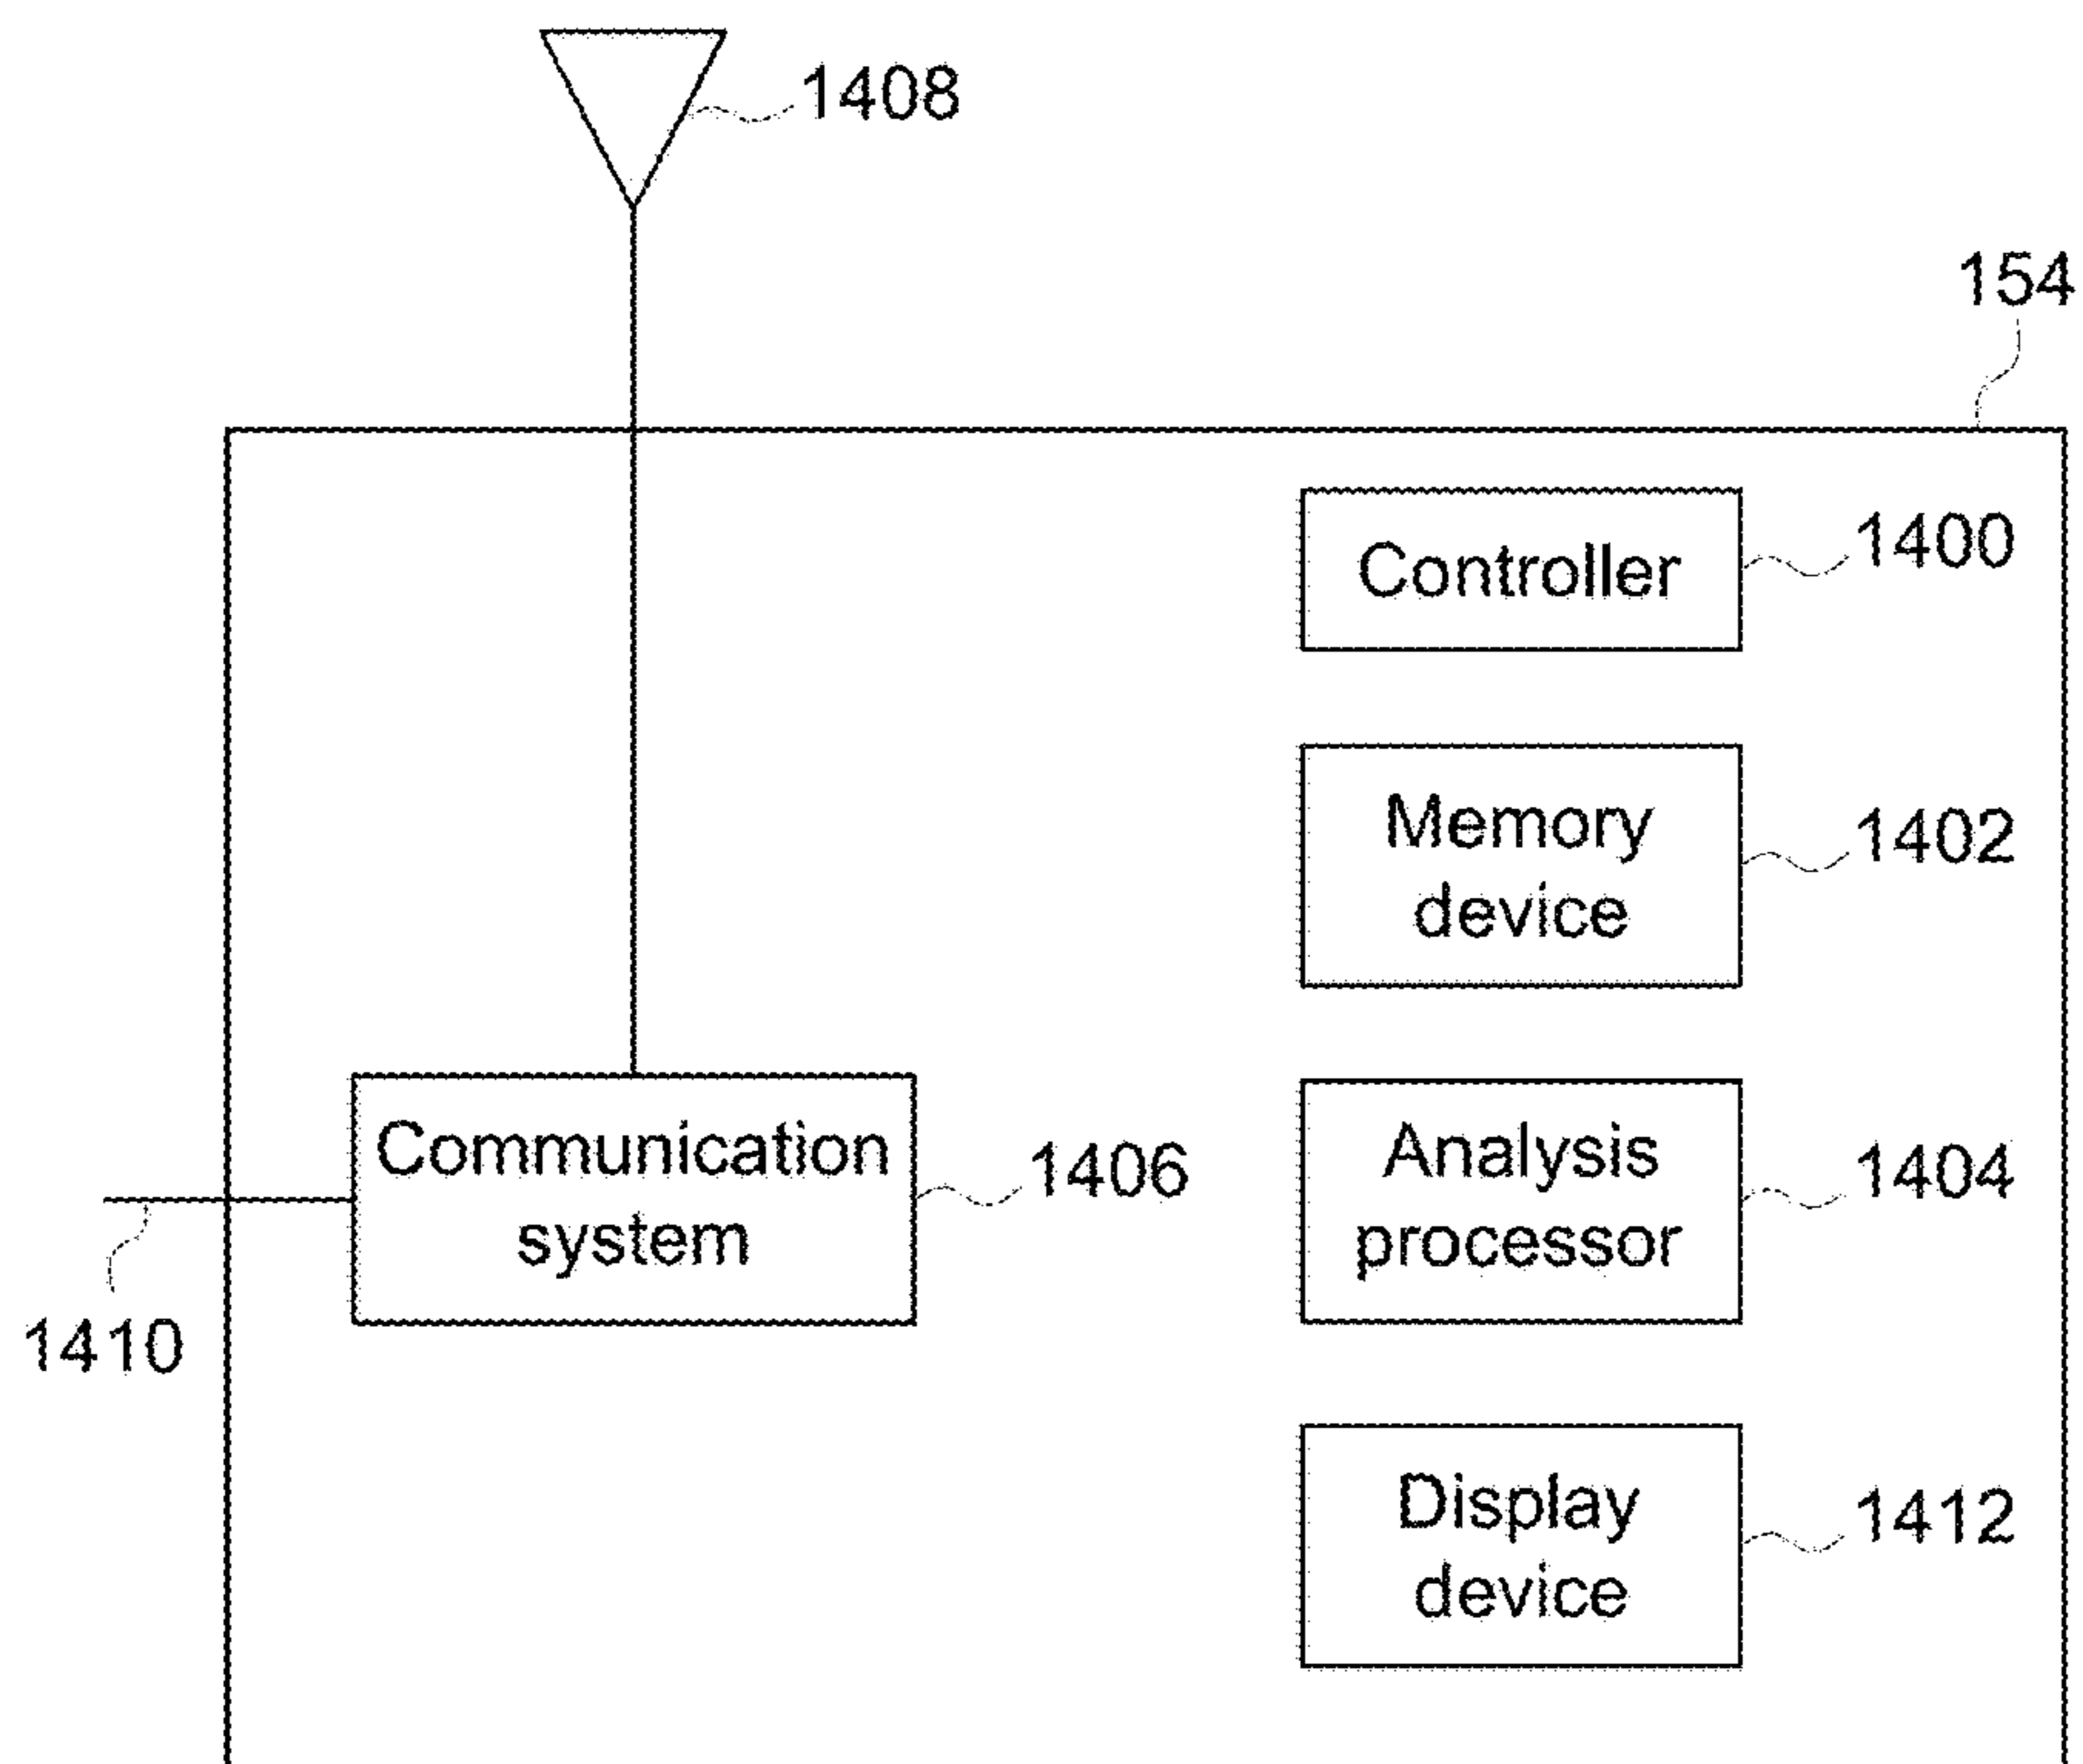 1408
154
Controller
1400
Memory
device
1402
Communication
system
1406
Analysis
processor
1404
1410
Display
device
1412